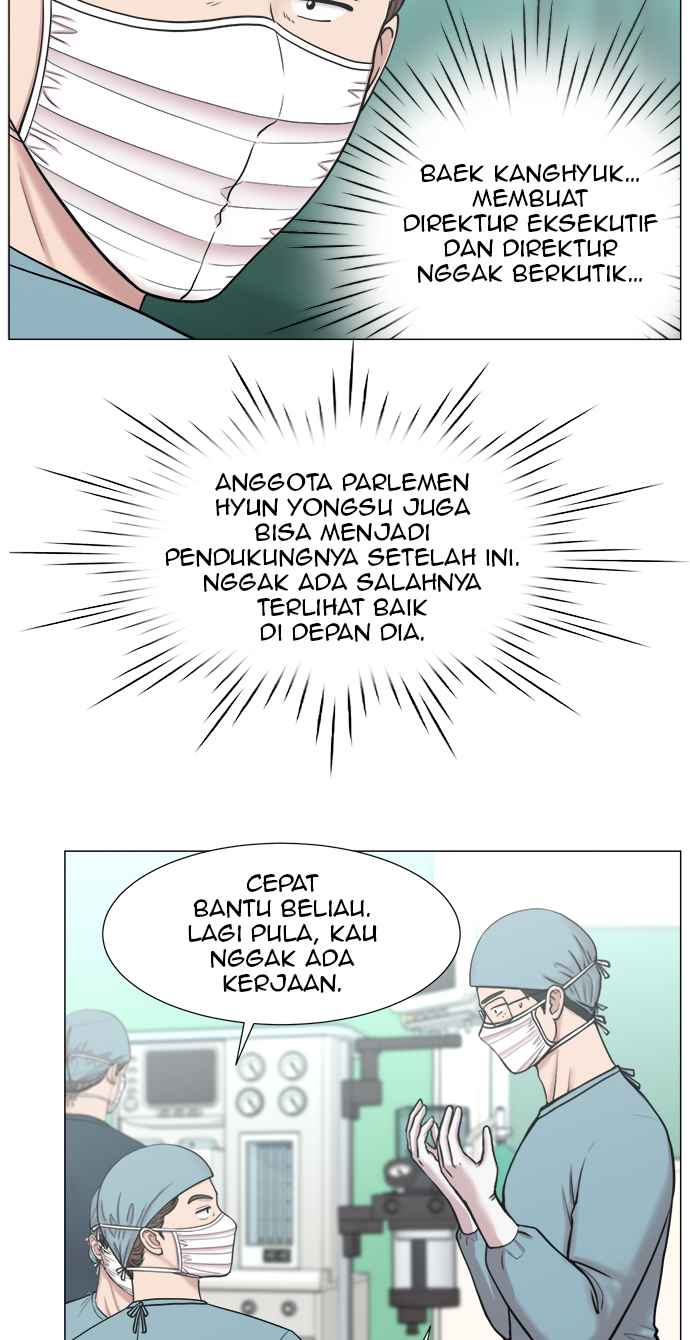 BAEK KANGHYUK...
MEMBUAT
DIREKTUR EKSEKUTIF
DAN DIREKTUR
NGGAK BERKUTIK...
ANGGOTA PARLEMEN
HYUN YONGSU JUGA
BISA MENJADI
PENDUKUNGNYA SETELAH INI.
NGGAK ADA SALAHNYA
TERLIHAT BAIK
DI DEPAN DIA.
CEPAT
BANTU BELIAU.
LAGI PULA, KAU
NGGAK ADA
KERJAAN.